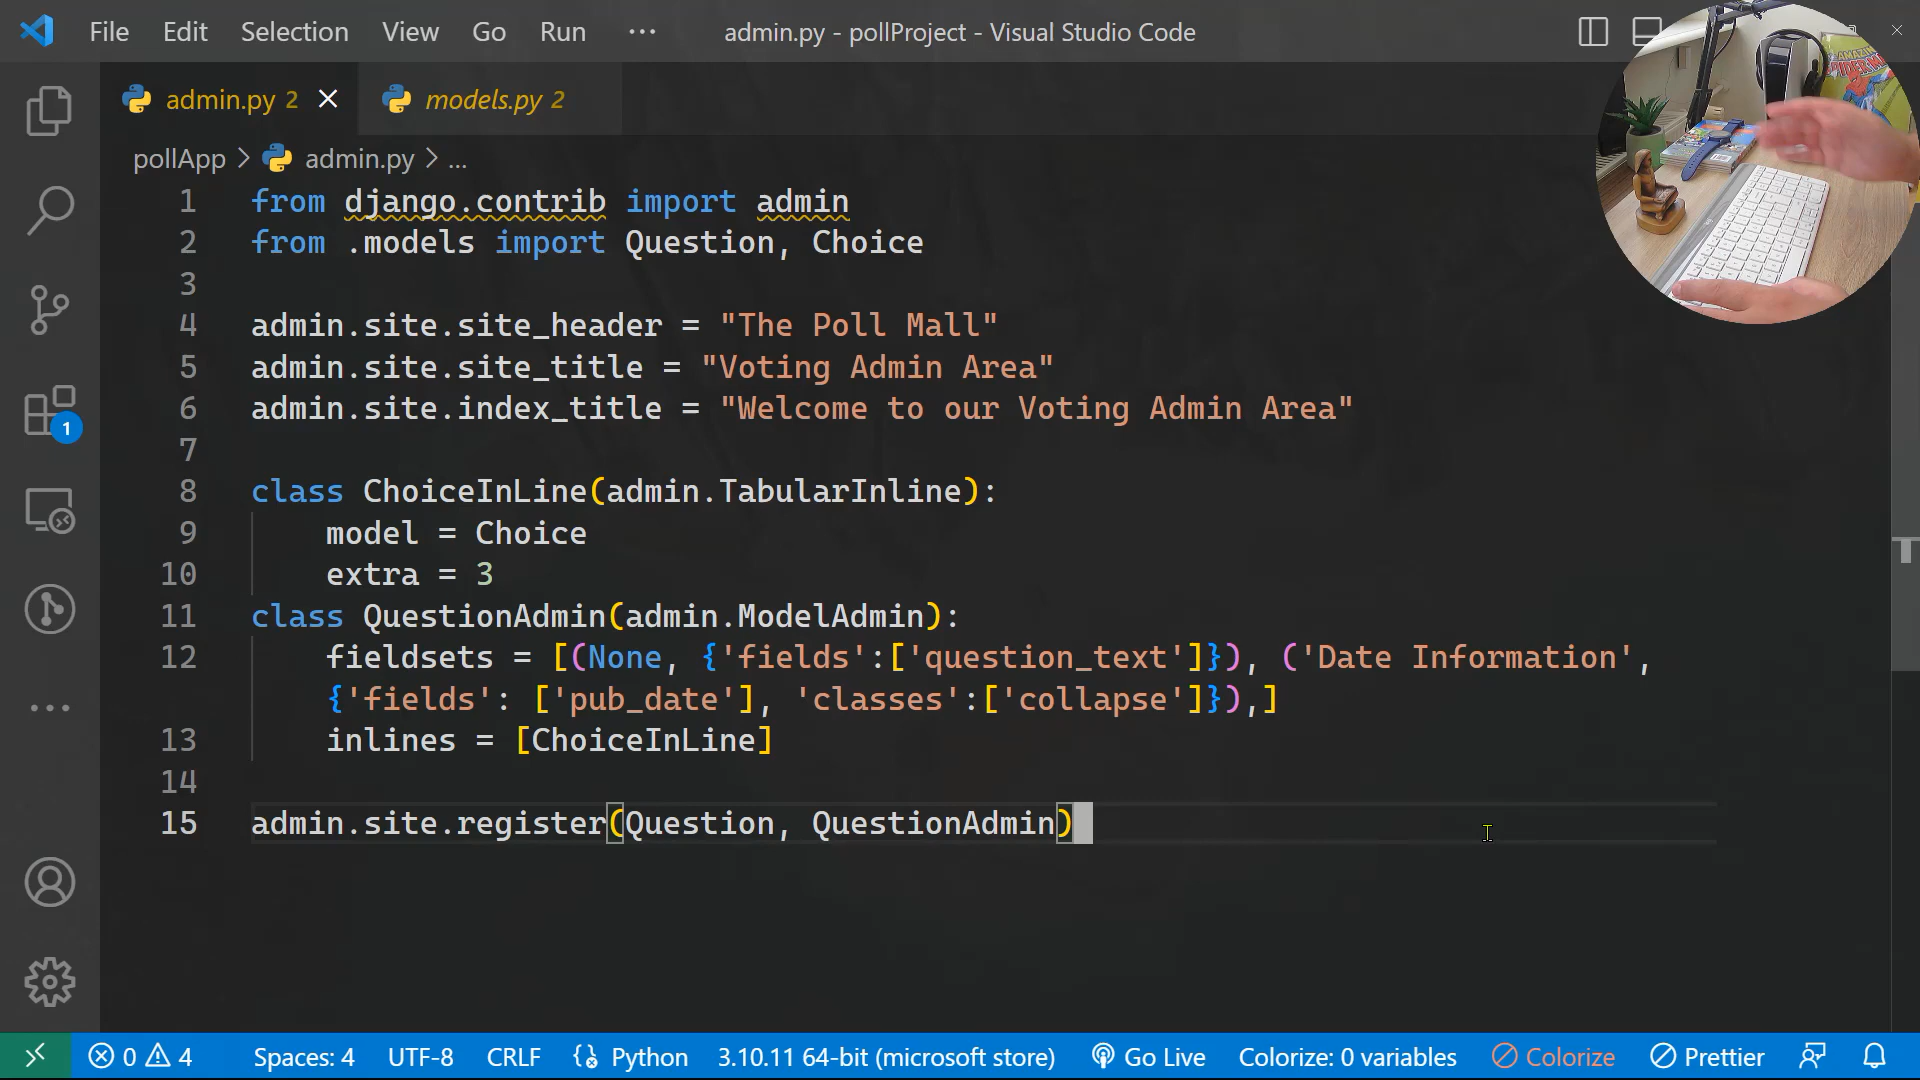 File Edit Selection View Go Run ... admin.py - pollProject - Visual Studio Code
admin.py 2 models.py 2
pollApp > admin.py > ...
1 from django.contrib import admin
2 from .models import Question, Choice
3
4 admin.site.site_header = "The Poll Mall"
5 admin.site.site_title = "Voting Admin Area"
6 admin.site.index_title = "Welcome to our Voting Admin Area"
7
8 class ChoiceInLine(admin.TabularInline):
9 model = Choice
10 extra = 3
11 class QuestionAdmin(admin.ModelAdmin):
12 fieldsets = [(None, {'fields':['question_text']}), ('Date Information',
{'fields': ['pub_date'], 'classes':['collapse']}),]
13 inlines = [ChoiceInLine]
14
15 admin.site.register(Question, QuestionAdmin)
1
AMAZING
0 4 Spaces: 4 UTF-8 CRLF Python 3.10.11 64-bit (microsoft store) Go Live Colorize: 0 variables Colorize Prettier